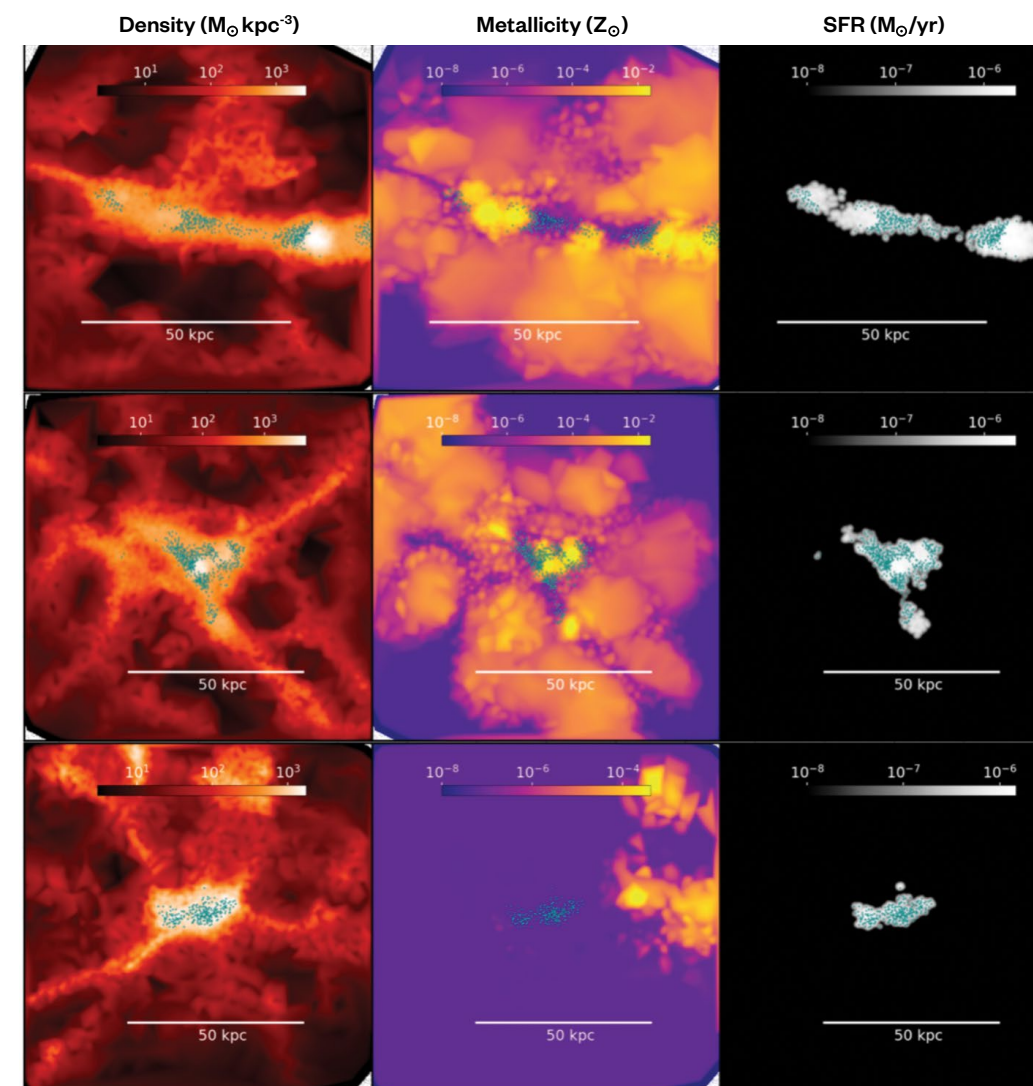 Density (M⊙ kpc⁻³) Metallicity (Z⊙) SFR (M⊙/yr)
10¹ 10² 10³ 10⁻⁸ 10⁻⁶ 10⁻⁴ 10⁻² 10⁻⁸ 10⁻⁷ 10⁻⁶
50 kpc 50 kpc 50 kpc
10¹ 10² 10³ 10⁻⁸ 10⁻⁶ 10⁻⁴ 10⁻² 10⁻⁸ 10⁻⁷ 10⁻⁶
50 kpc 50 kpc 50 kpc
10¹ 10² 10³ 10⁻⁸ 10⁻⁶ 10⁻⁴ 10⁻⁸ 10⁻⁷ 10⁻⁶
50 kpc 50 kpc 50 kpc